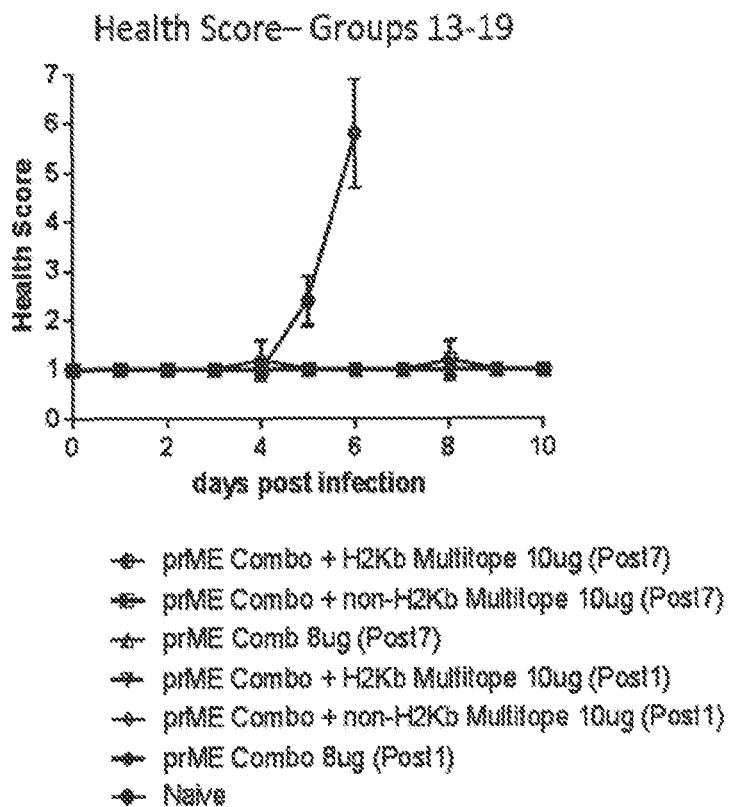 Health Score– Groups 13-19
7
6
5
4
3
2
1
0
Health Score
0 2 4 6 8 10
days post infection
prME Combo + H2Kb Multitope 10ug (Post7)
prME Combo + non-H2Kb Multitope 10ug (Post7)
prME Comb 8ug (Post7)
prME Combo + H2Kb Multitope 10ug (Post1)
prME Combo + non-H2Kb Multitope 10ug (Post1)
prME Combo 8ug (Post1)
Naive